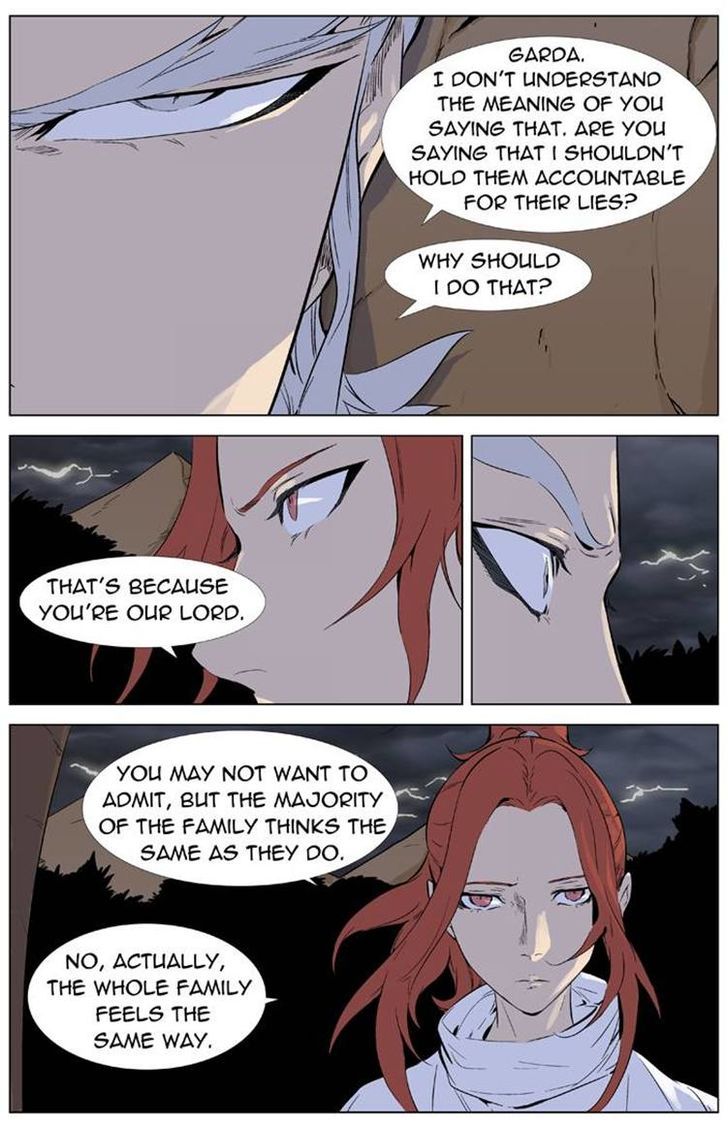 GARDA.
I DON'T UNDERSTAND
THE MEANING OF YOU
SAYING THAT. ARE YOU
SAYING THAT I SHOULDN'T
HOLD THEM ACCOUNTABLE
FOR THEIR LIES?
WHY SHOULD
I DO THAT?
THAT'S BECAUSE
YOU'RE OUR LORD.
YOU MAY NOT WANT TO
ADMIT, BUT THE MAJORITY
OF THE FAMILY THINKS THE
SAME AS THEY DO.
NO, ACTUALLY,
THE WHOLE FAMILY
FEELS THE
SAME WAY.